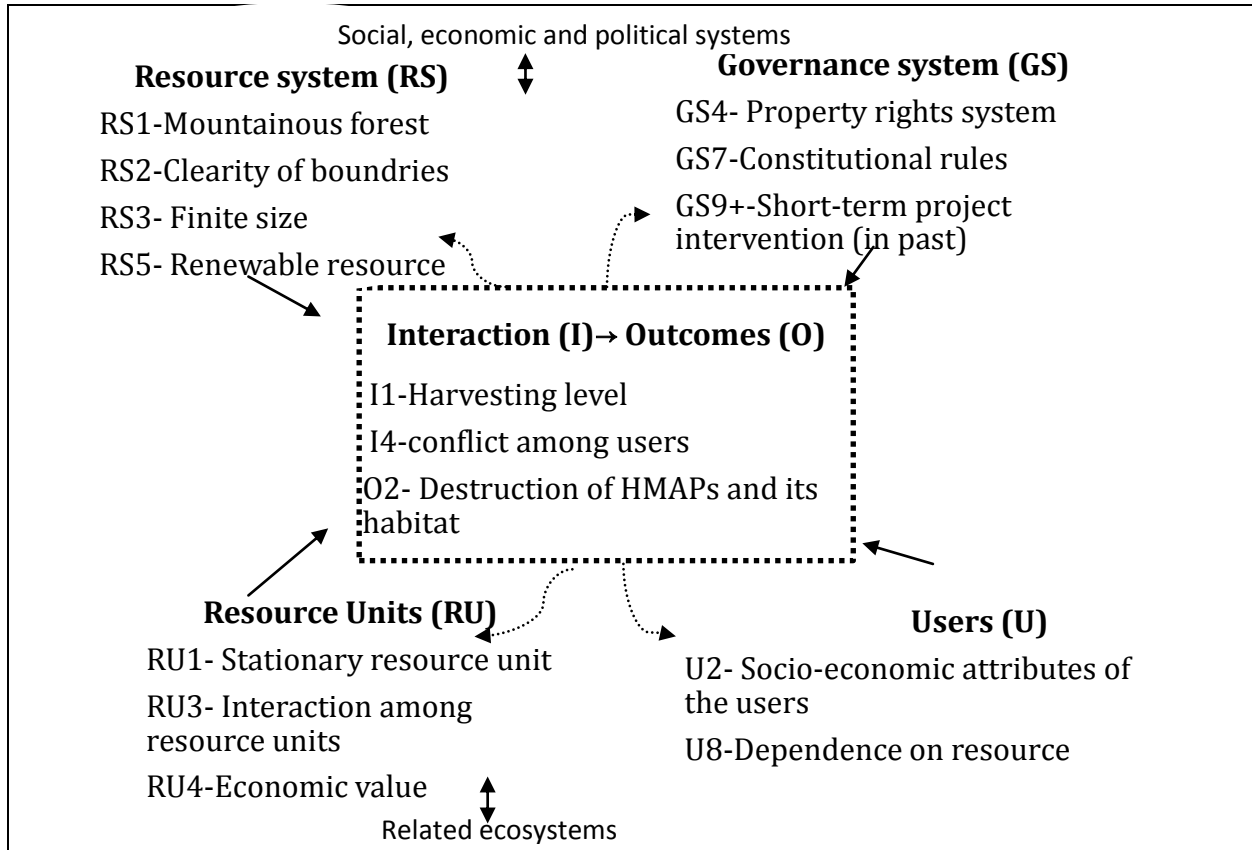 Social, economic and political systems
Resource system (RS)
RS1-Mountainous forest
RS2-Clearity of boundries
RS3- Finite size
RS5- Renewable resource
Governance system (GS)
GS4- Property rights system
GS7-Constitutional rules
GS9+-Short-term project
intervention (in past)
Interaction (I)→ Outcomes (O)
I1-Harvesting level
I4-conflict among users
O2- Destruction of HMAPs and its
habitat
Resource Units (RU)
RU1- Stationary resource unit
RU3- Interaction among
resource units
RU4-Economic value
Users (U)
U2- Socio-economic attributes of
the users
U8-Dependence on resource
Related ecosystems